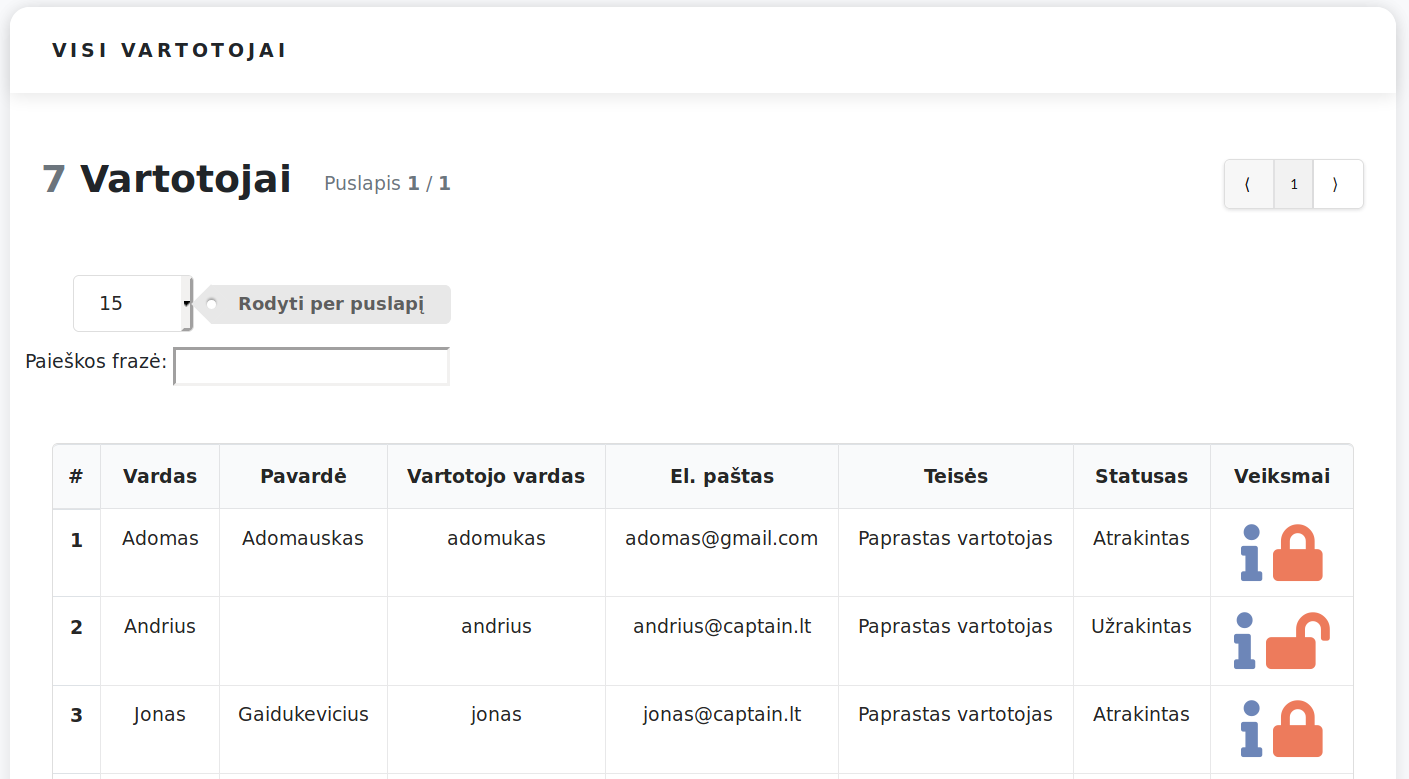 VISI VARTOTOJAI
7 Vartotojai Puslapis 1 / 1
⟨ 1 ⟩
15 Rodyti per puslapį
Paieškos frazė:
# Vardas Pavardė Vartotojo vardas El. paštas Teisės Statusas Veiksmai
1 Adomas Adomauskas adomukas adomas@gmail.com Paprastas vartotojas Atrakintas
2 Andrius andrius andrius@captain.lt Paprastas vartotojas Užrakintas
3 Jonas Gaidukevicius jonas jonas@captain.lt Paprastas vartotojas Atrakintas